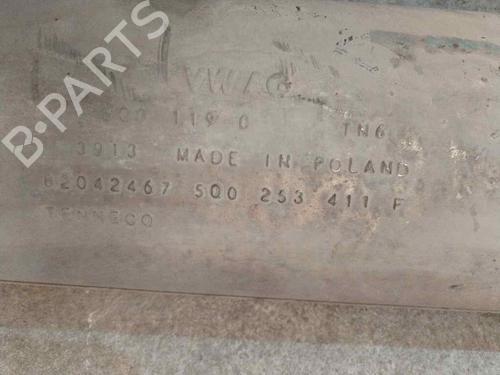 B-PARTS
VWAG
119 0 TN6
3913 MADE IN POLAND
62042467 5Q0 253 411 F
TENNECO